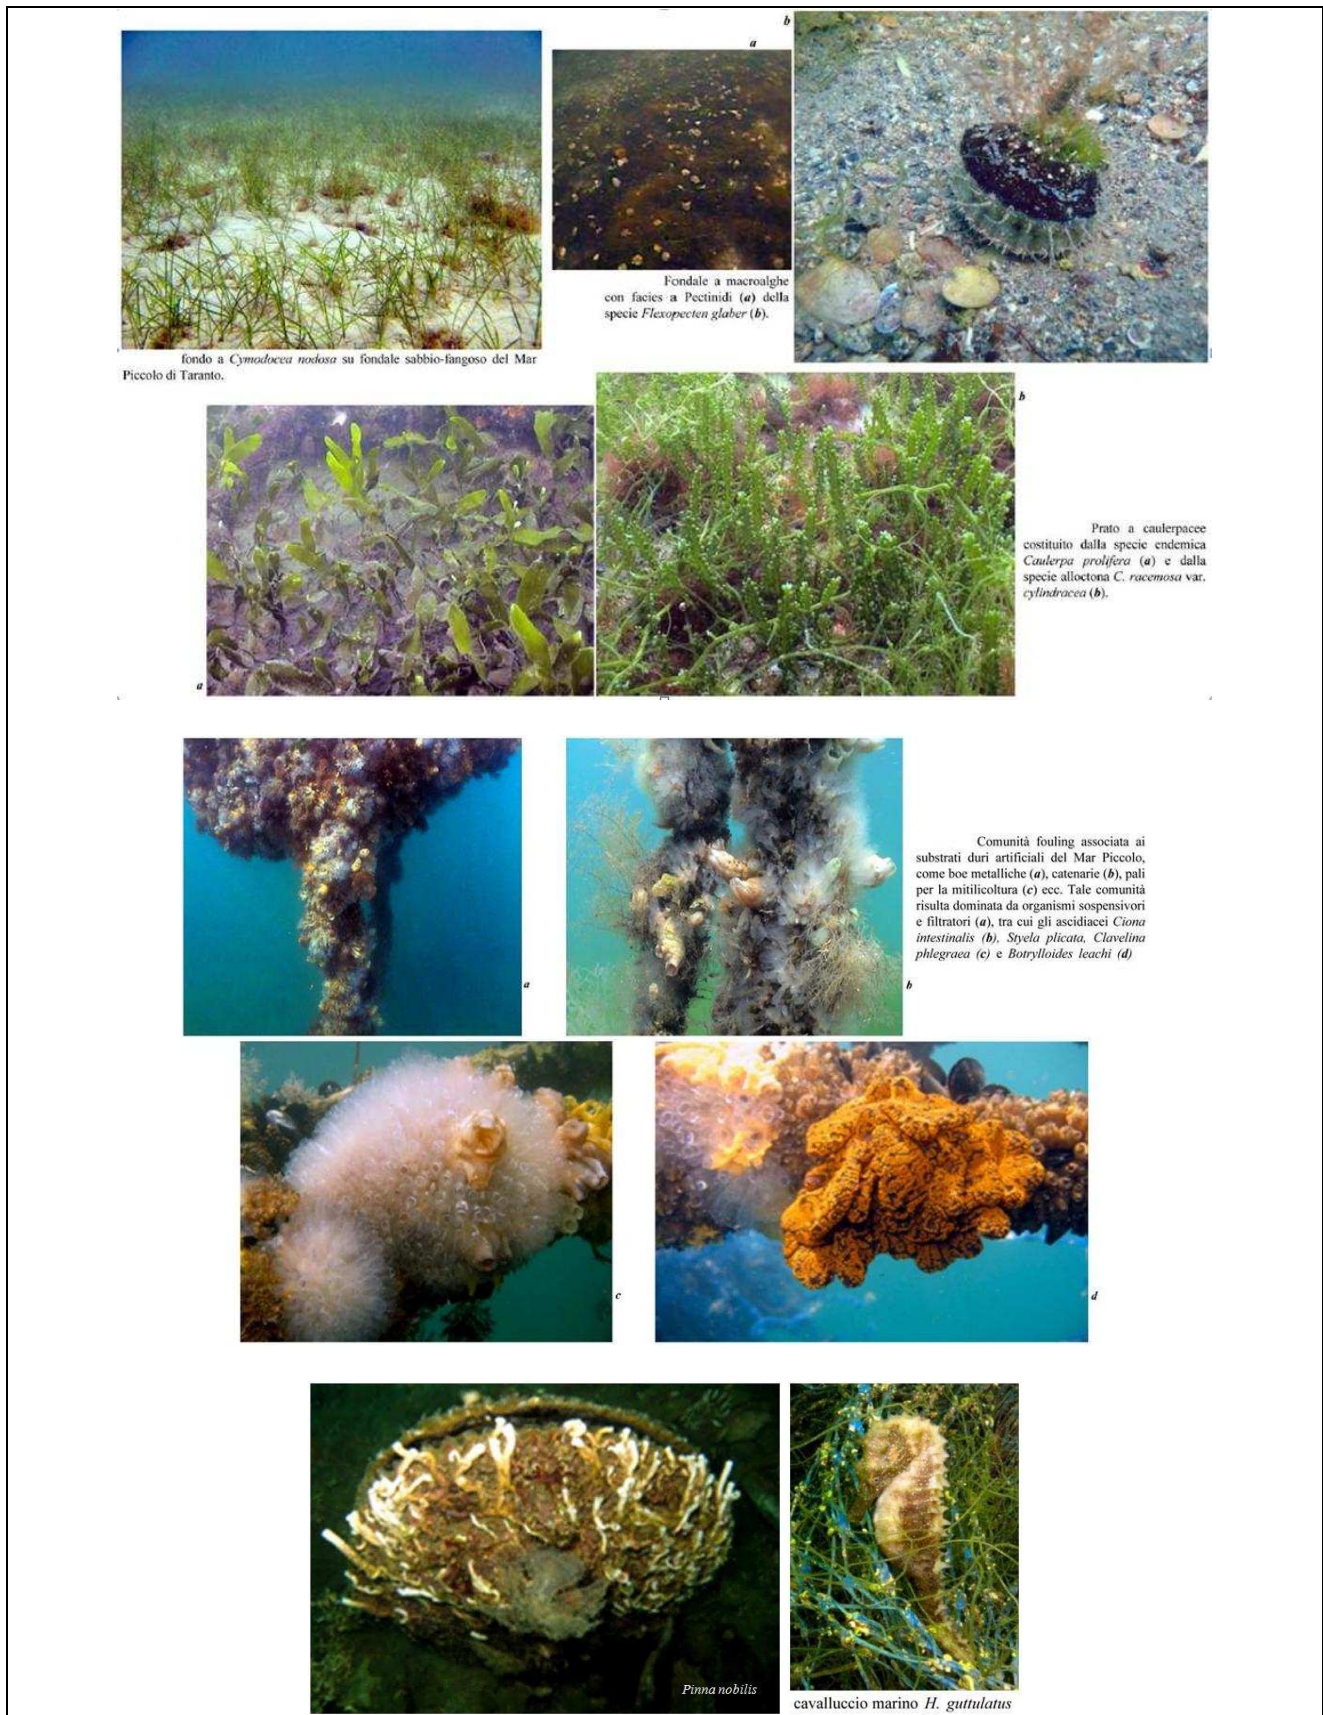 b
a
Fondale a macroalghe
con facies a Pectinidi (a) della
specie Flexopecten glaber (b).
fondo a Cymodocea nodosa su fondale sabbio-fangoso del Mar
Piccolo di Taranto.
b
Prato a caulerpacee
costituito dalla specie endemica
Caulerpa prolifera (a) e dalla
specie alloctona C. racemosa var.
cylindracea (b).
a
Comunità fouling associata ai
substrati duri artificiali del Mar Piccolo,
come boe metalliche (a), catenarie (b), pali
per la mitilicoltura (c) ecc. Tale comunità
risulta dominata da organismi sospensivori
e filtratori (a), tra cui gli ascidiacei Ciona
intestinalis (b), Styela plicata, Clavelina
phlegraea (c) e Botrylloides leachi (d)
a
b
c
d
Pinna nobilis
cavalluccio marino H. guttulatus